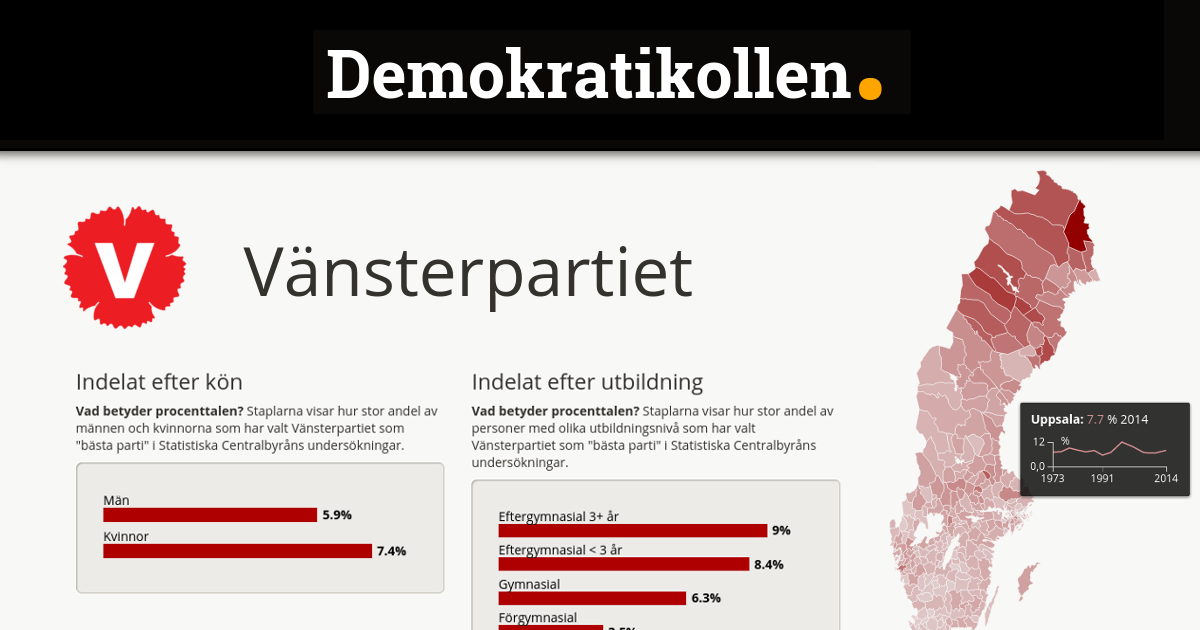 Demokratikollen.
V
Vänsterpartiet
Indelat efter kön
Vad betyder procenttalen? Staplarna visar hur stor andel av
männen och kvinnorna som har valt Vänsterpartiet som
"bästa parti" i Statistiska Centralbyråns undersökningar.
Män
5.9%
Kvinnor
7.4%
Indelat efter utbildning
Vad betyder procenttalen? Staplarna visar hur stor andel av
personer med olika utbildningsnivå som har valt
Vänsterpartiet som "bästa parti" i Statistiska Centralbyråns
undersökningar.
Eftergymnasial 3+ år
9%
Eftergymnasial < 3 år
8.4%
Gymnasial
6.3%
Förgymnasial
Uppsala: 7.7 % 2014
12 %
0,0
1973 1991 2014